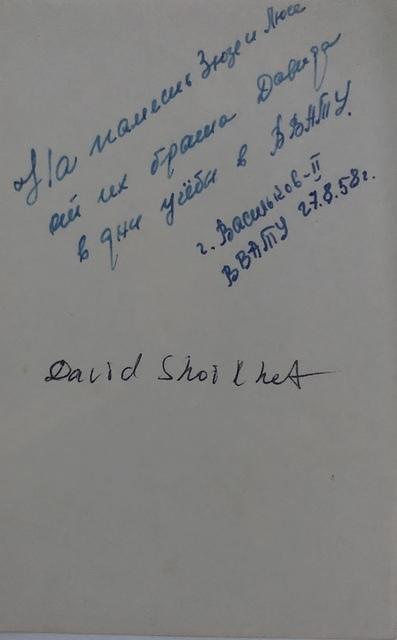 На память Зюзе и Люсе
от их брата Давида
в дни учёбы в ВВАТУ.
г. Васильков-II
ВВАТУ 27.8.58г.
David Shoikhet